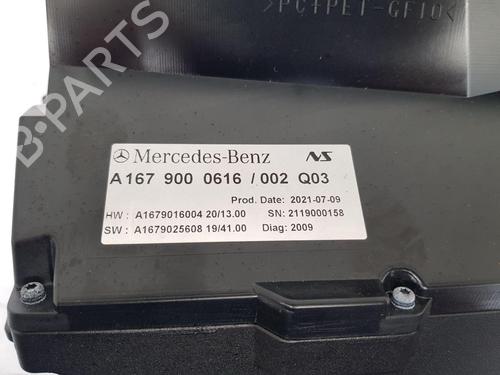 >PC+PET-GF10<
B-PARTS
Mercedes-Benz NS
A167 900 0616 / 002 Q03
Prod. Date: 2021-07-09
HW : A1679016004 20/13.00 SN: 2119000158
SW : A1679025608 19/41.00 Diag: 2009